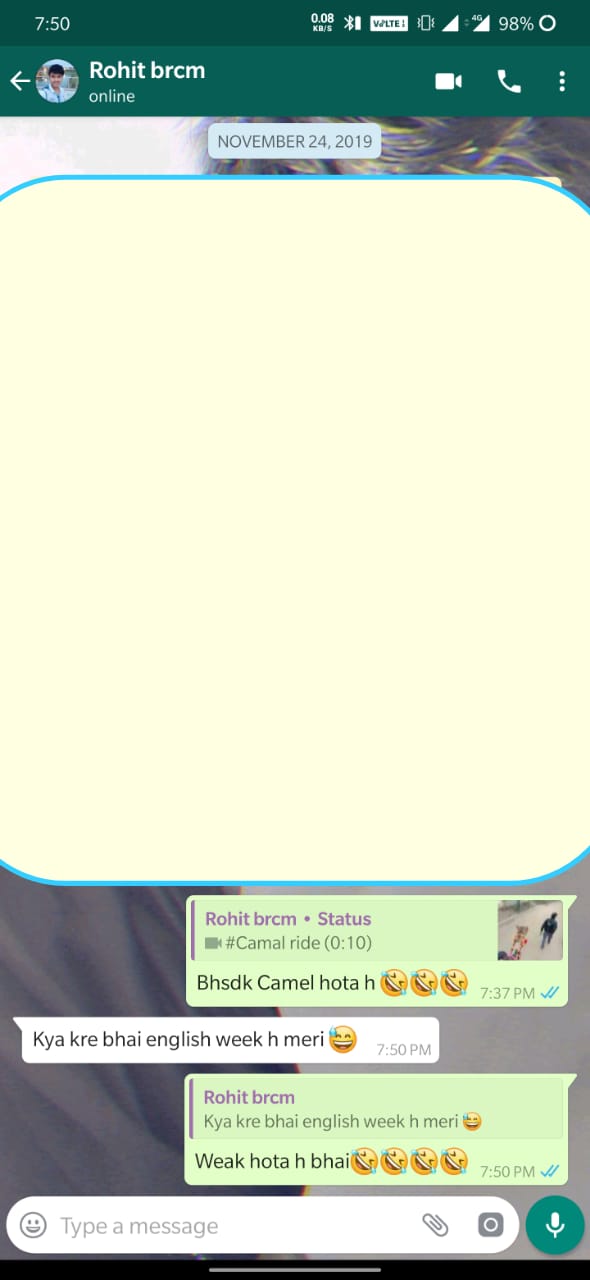 7:50
0.08
KB/S
VoLTE
4G
98%
Rohit brcm
online
NOVEMBER 24, 2019
Rohit brcm • Status
#Camal ride (0:10)
Bhsdk Camel hota h 🤣🤣🤣
7:37 PM
Kya kre bhai english week h meri 😅
7:50 PM
Rohit brcm
Kya kre bhai english week h meri 😅
Weak hota h bhai🤣🤣🤣🤣
7:50 PM
Type a message